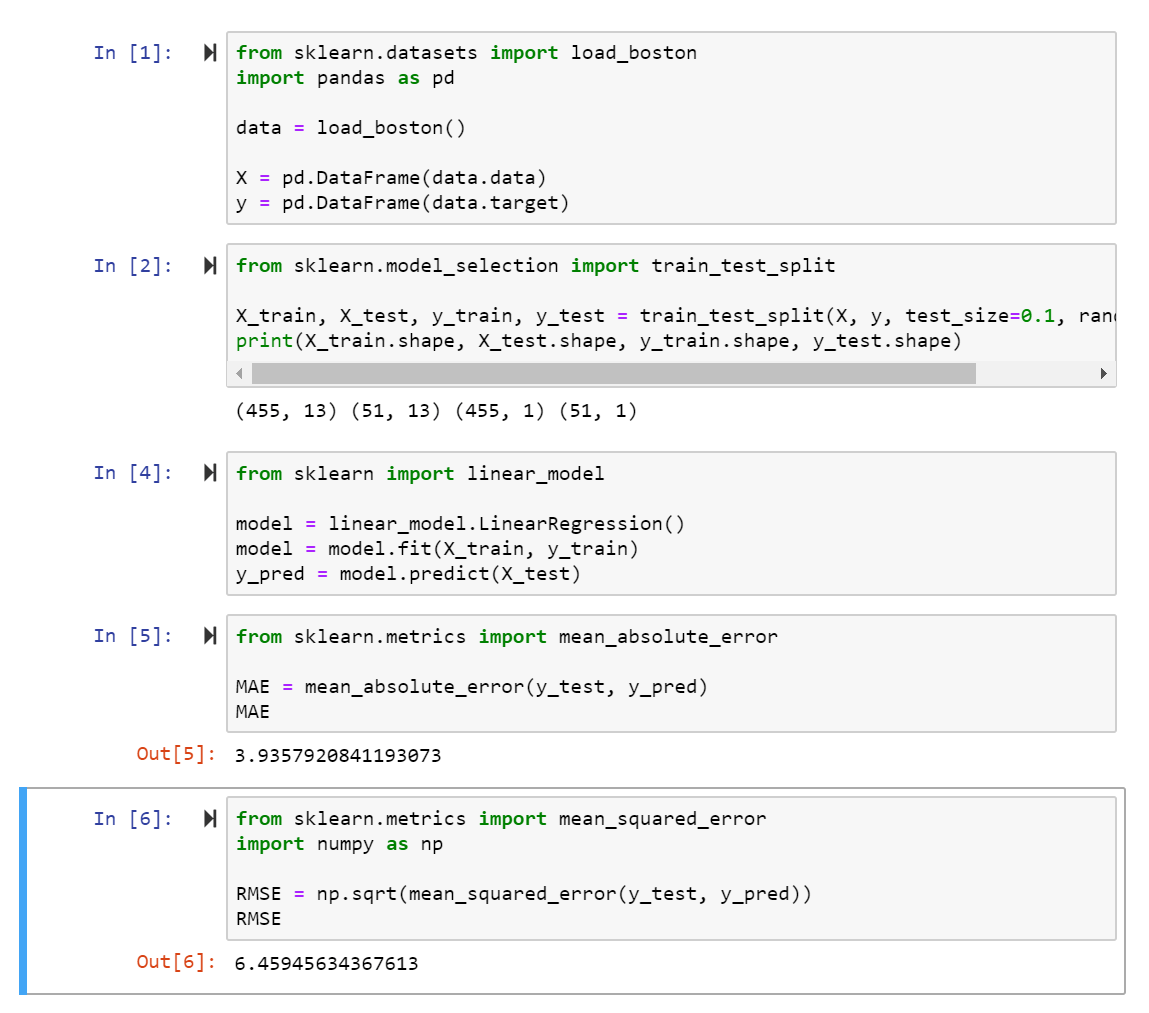 In [1]:
from sklearn.datasets import load_boston
import pandas as pd
data = load_boston()
X = pd.DataFrame(data.data)
y = pd.DataFrame(data.target)
In [2]:
from sklearn.model_selection import train_test_split
X_train, X_test, y_train, y_test = train_test_split(X, y, test_size=0.1, ran
print(X_train.shape, X_test.shape, y_train.shape, y_test.shape)
(455, 13) (51, 13) (455, 1) (51, 1)
In [4]:
from sklearn import linear_model
model = linear_model.LinearRegression()
model = model.fit(X_train, y_train)
y_pred = model.predict(X_test)
In [5]:
from sklearn.metrics import mean_absolute_error
MAE = mean_absolute_error(y_test, y_pred)
MAE
Out[5]: 3.9357920841193073
In [6]:
from sklearn.metrics import mean_squared_error
import numpy as np
RMSE = np.sqrt(mean_squared_error(y_test, y_pred))
RMSE
Out[6]: 6.45945634367613